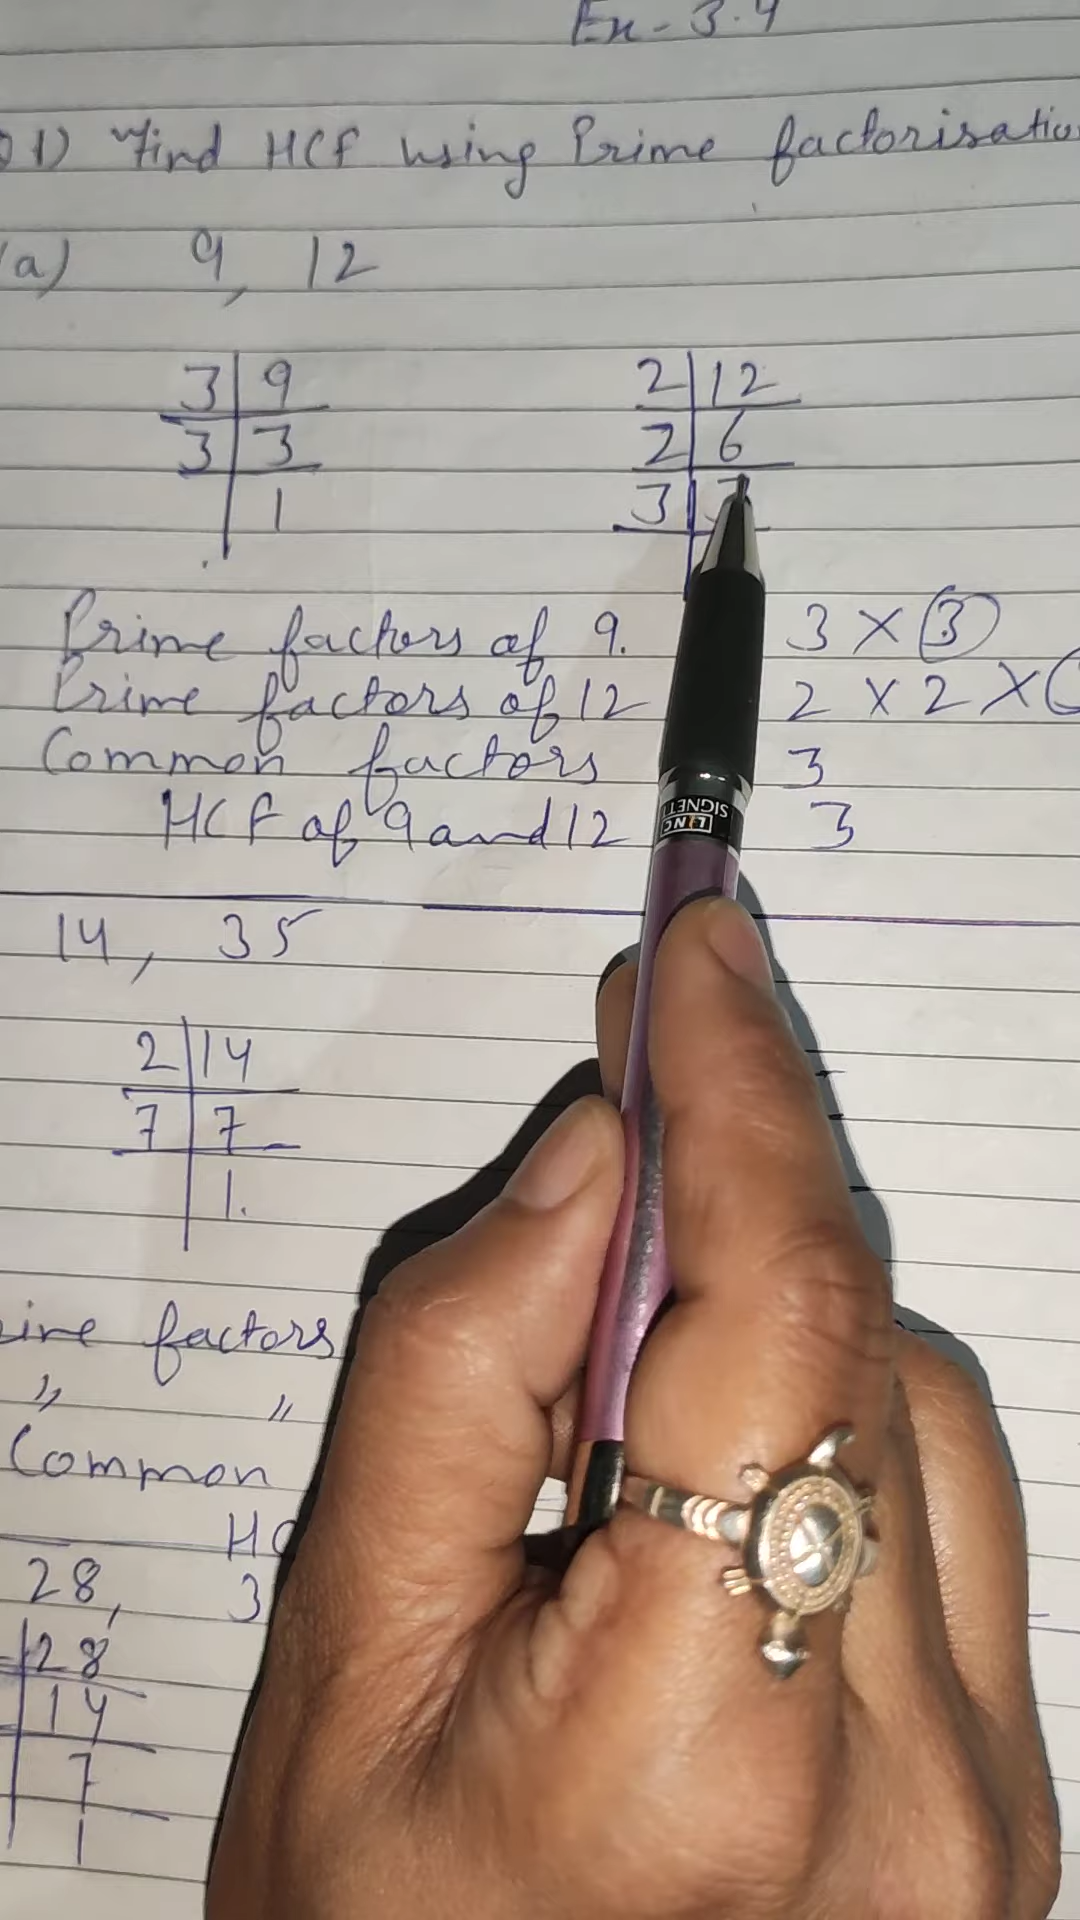 Ex - 3.4
Q1) Find HCF using Prime factorisatio
(a) 9, 12
3 9
3 3
1
2 12
2 6
3
Prime factors of 9. 3 × 3
Prime factors of 12 2 × 2 ×
Common factors 3
HCF of 9 and 12 3
LINC
SIGNET
14, 35
2 14
7 7
1.
factors
" "
Common
HC
28, 3
28
14
7
1